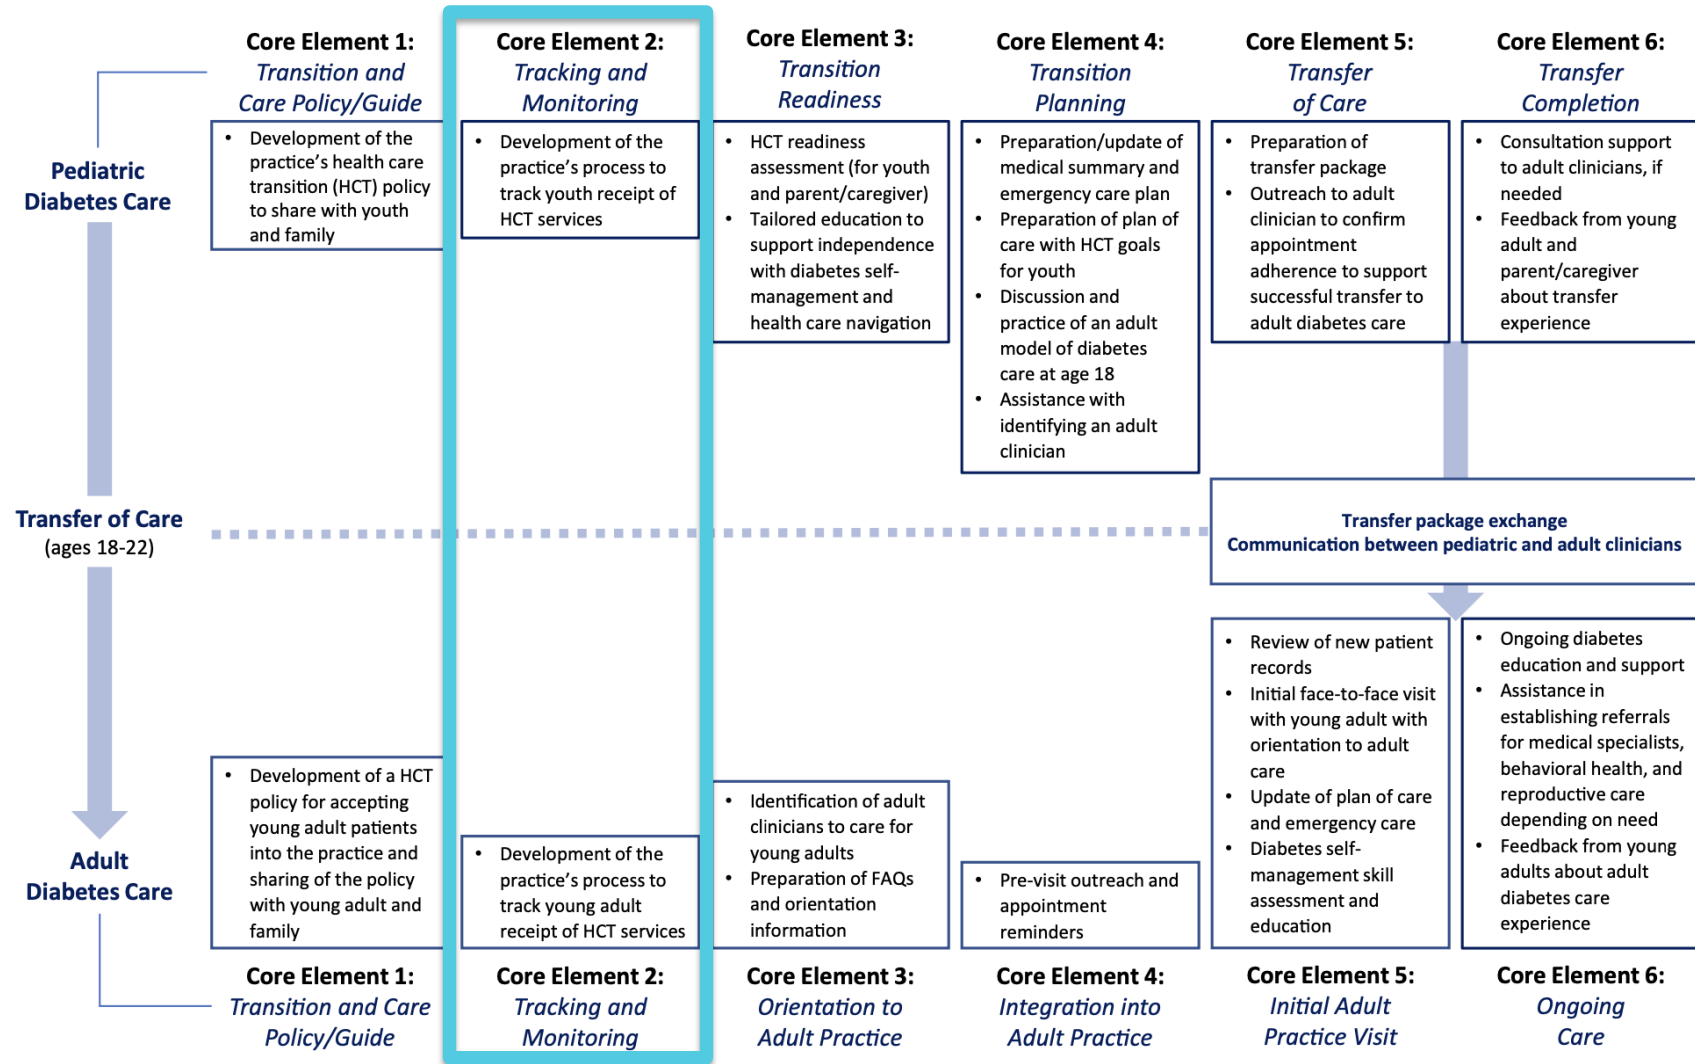 Core Element 1:
Transition and
Care Policy/Guide
Core Element 2:
Tracking and
Monitoring
Core Element 3:
Transition
Readiness
Core Element 4:
Transition
Planning
Core Element 5:
Transfer
of Care
Core Element 6:
Transfer
Completion
Pediatric
Diabetes Care
• Development of the
practice's health care
transition (HCT) policy
to share with youth
and family
• Development of the
practice's process to
track youth receipt of
HCT services
• HCT readiness
assessment (for youth
and parent/caregiver)
• Tailored education to
support independence
with diabetes self-
management and
health care navigation
• Preparation/update of
medical summary and
emergency care plan
• Preparation of plan of
care with HCT goals
for youth
• Discussion and
practice of an adult
model of diabetes
care at age 18
• Assistance with
identifying an adult
clinician
• Preparation of
transfer package
• Outreach to adult
clinician to confirm
appointment
adherence to support
successful transfer to
adult diabetes care
• Consultation support
to adult clinicians, if
needed
• Feedback from young
adult and
parent/caregiver
about transfer
experience
Transfer of Care
(ages 18-22)
Transfer package exchange
Communication between pediatric and adult clinicians
Adult
Diabetes Care
• Development of a HCT
policy for accepting
young adult patients
into the practice and
sharing of the policy
with young adult and
family
• Development of the
practice's process to
track young adult
receipt of HCT services
• Identification of adult
clinicians to care for
young adults
• Preparation of FAQs
and orientation
information
• Pre-visit outreach and
appointment
reminders
• Review of new patient
records
• Initial face-to-face visit
with young adult with
orientation to adult
care
• Update of plan of care
and emergency care
• Diabetes self-
management skill
assessment and
education
• Ongoing diabetes
education and support
• Assistance in
establishing referrals
for medical specialists,
behavioral health, and
reproductive care
depending on need
• Feedback from young
adults about adult
diabetes care
experience
Core Element 1:
Transition and Care
Policy/Guide
Core Element 2:
Tracking and
Monitoring
Core Element 3:
Orientation to
Adult Practice
Core Element 4:
Integration into
Adult Practice
Core Element 5:
Initial Adult
Practice Visit
Core Element 6:
Ongoing
Care